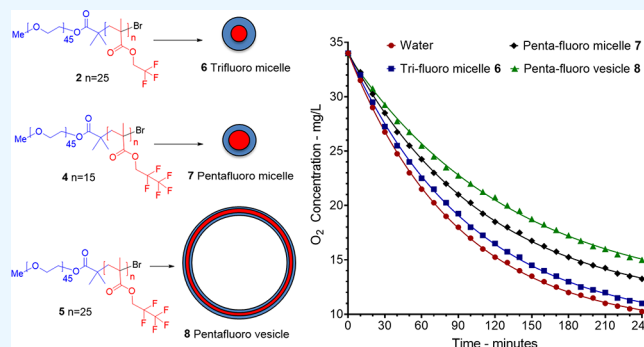 Me O 45 O O n Br
O O
F F F
2 n=25
6 Trifluoro micelle
Me O 45 O O n Br
O O
F F F F F
4 n=15
7 Pentafluoro micelle
Me O 45 O O n Br
O O
F F F F F
5 n=25
8 Pentafluoro vesicle
Water
Tri-fluoro micelle 6
Penta-fluoro micelle 7
Penta-fluoro vesicle 8
O2 Concentration - mg/L
35
30
25
20
15
10
0 30 60 90 120 150 180 210 240
Time - minutes